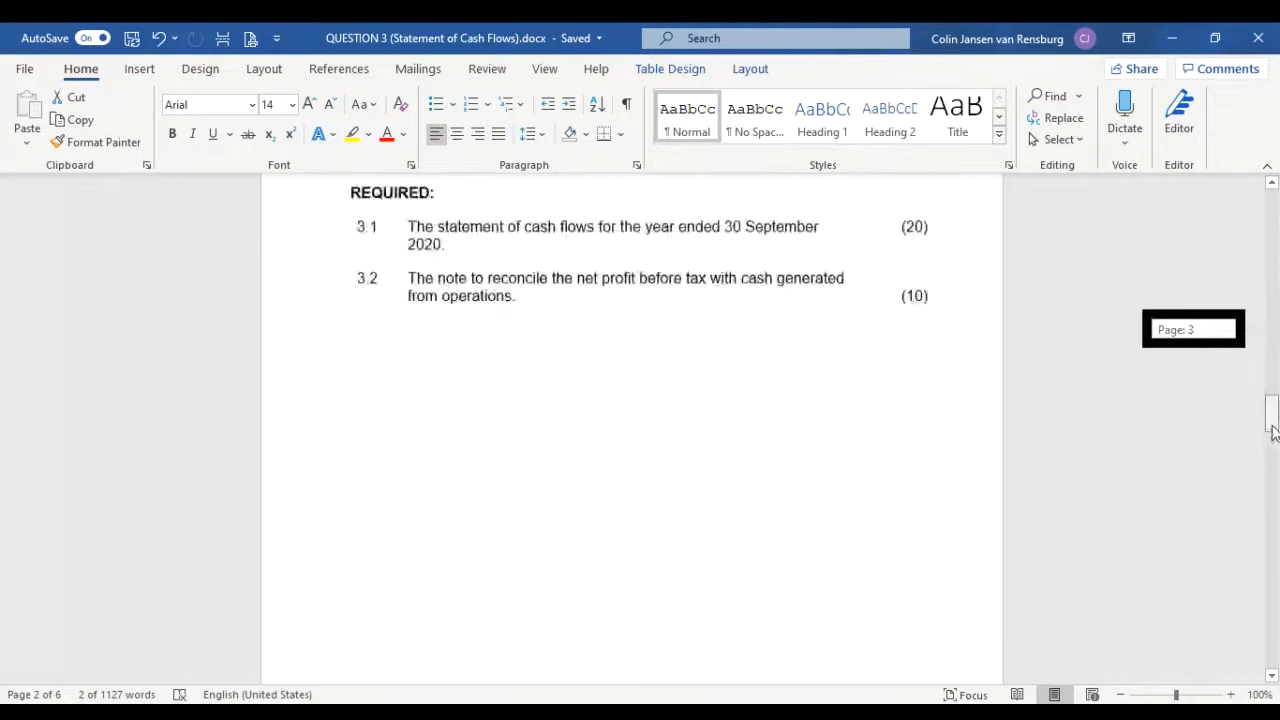 AutoSave On QUESTION 3 (Statement of Cash Flows).docx - Saved Search Colin Jansen van Rensburg CJ
File Home Insert Design Layout References Mailings Review View Help Table Design Layout Share Comments
Paste Cut Copy Format Painter
Arial 14
AaBbCc AaBbCc AaBbC AaBbCcD AaB
¶ Normal ¶ No Spac... Heading 1 Heading 2 Title
Find Replace Select
Dictate Editor
Clipboard Font Paragraph Styles Editing Voice Editor
REQUIRED:
3.1 The statement of cash flows for the year ended 30 September (20)
2020.
3.2 The note to reconcile the net profit before tax with cash generated
from operations. (10)
Page: 3
Page 2 of 6 2 of 1127 words English (United States) Focus 100%